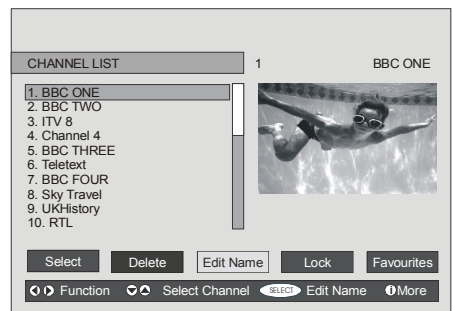 CHANNEL LIST
1 BBC ONE
1. BBC ONE
2. BBC TWO
3. ITV 8
4. Channel 4
5. BBC THREE
6. Teletext
7. BBC FOUR
8. Sky Travel
9. UKHistory
10. RTL
Select Delete Edit Name Lock Favourites
Function Select Channel SELECT Edit Name i More